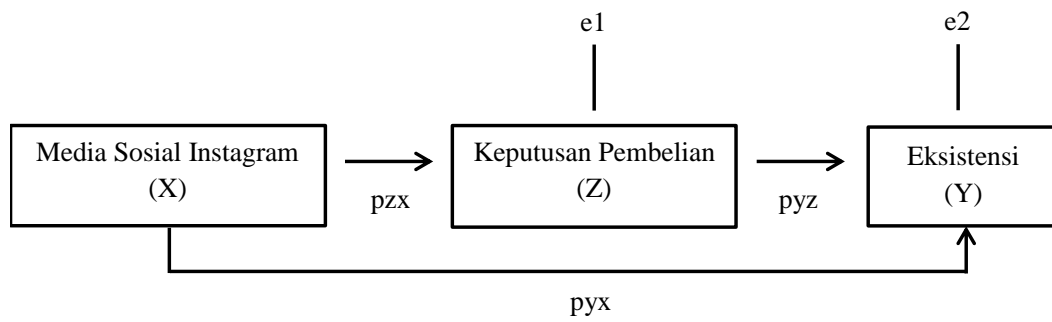 e1
e2
Media Sosial Instagram
(X)
Keputusan Pembelian
(Z)
Eksistensi
(Y)
pzx
pyz
pyx